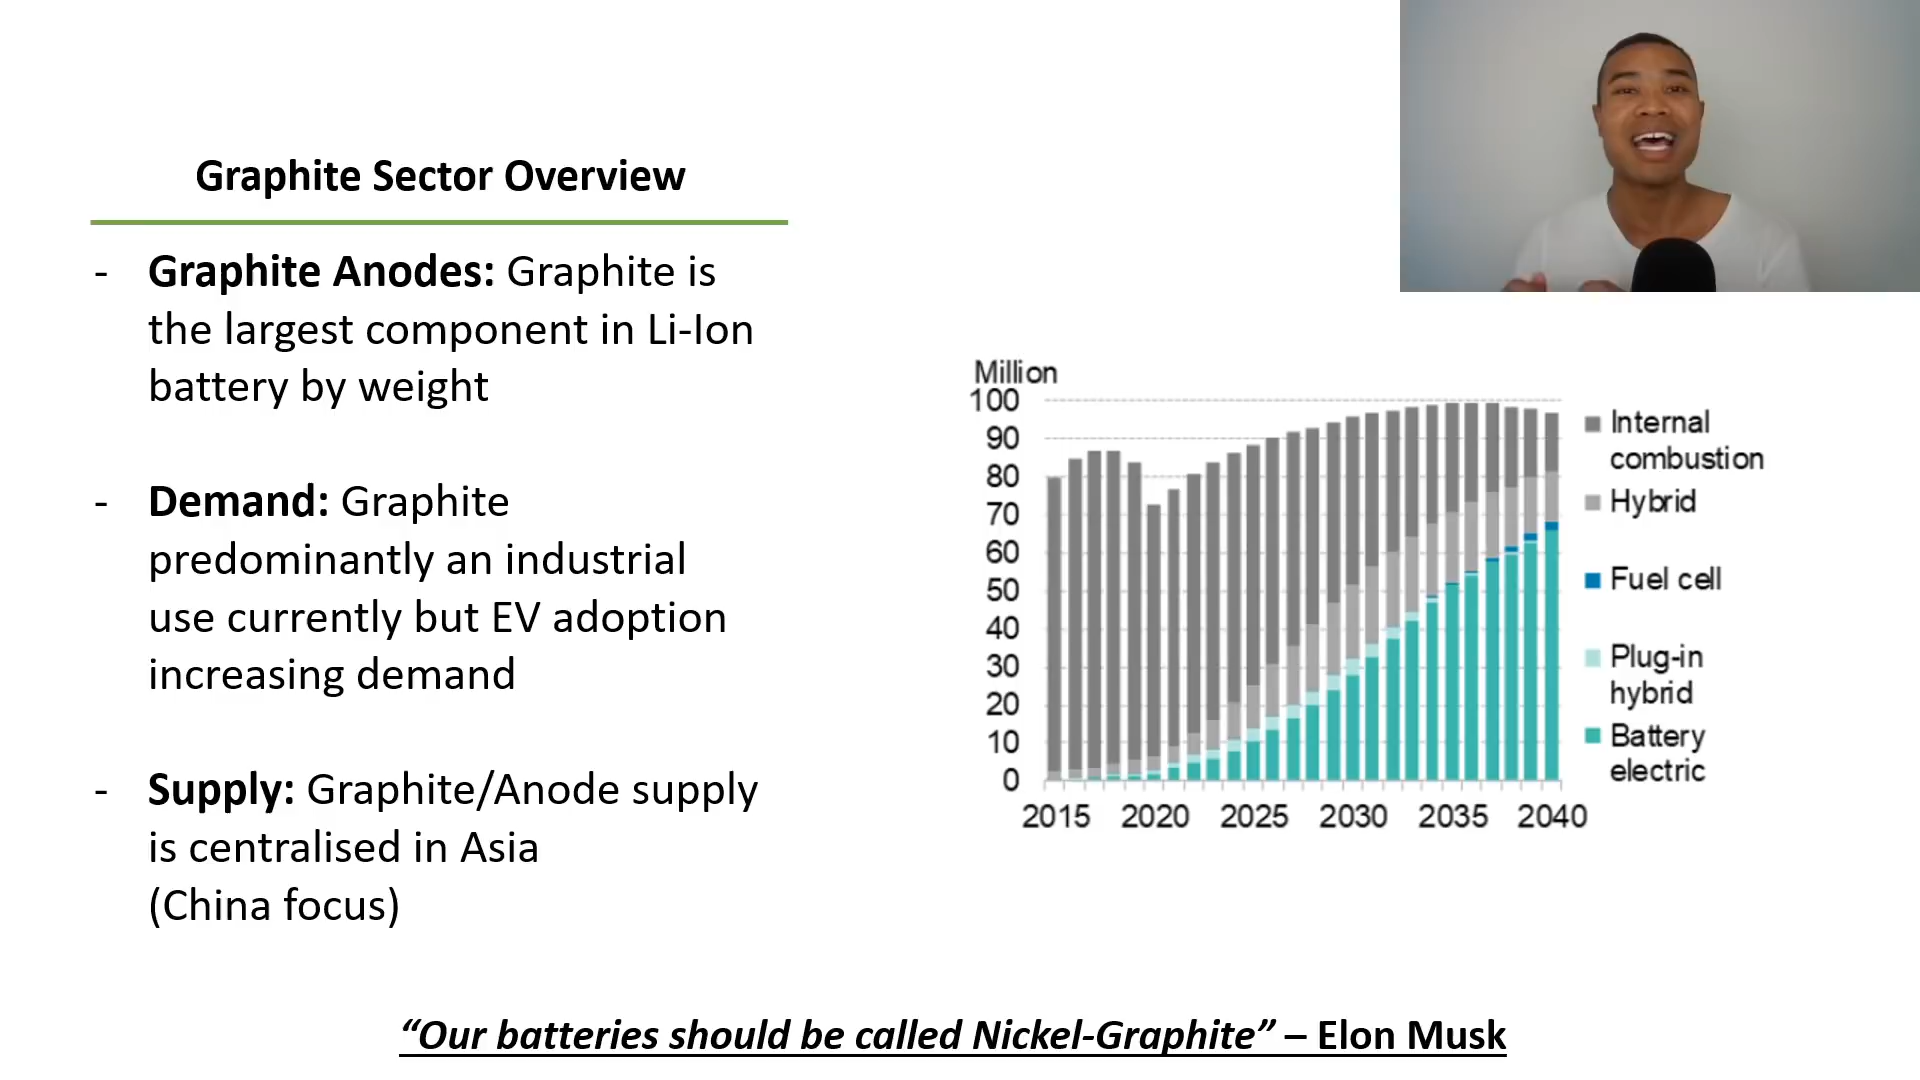 Graphite Sector Overview
- Graphite Anodes: Graphite is
the largest component in Li-Ion
battery by weight
- Demand: Graphite
predominantly an industrial
use currently but EV adoption
increasing demand
- Supply: Graphite/Anode supply
is centralised in Asia
(China focus)
Million
100
90
80
70
60
50
40
30
20
10
0
2015 2020 2025 2030 2035 2040
Internal
combustion
Hybrid
Fuel cell
Plug-in
hybrid
Battery
electric
“Our batteries should be called Nickel-Graphite” – Elon Musk